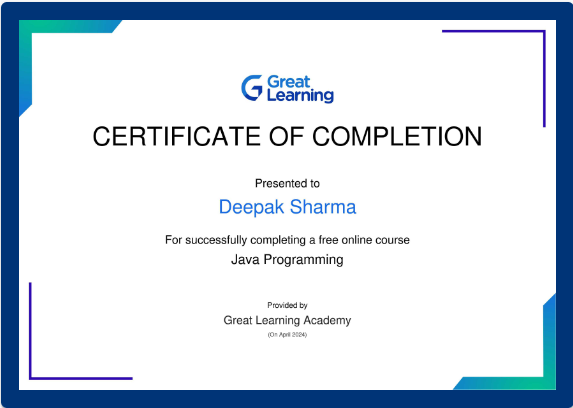 Great
Learning
CERTIFICATE OF COMPLETION
Presented to
Deepak Sharma
For successfully completing a free online course
Java Programming
Provided by
Great Learning Academy
(On April 2024)